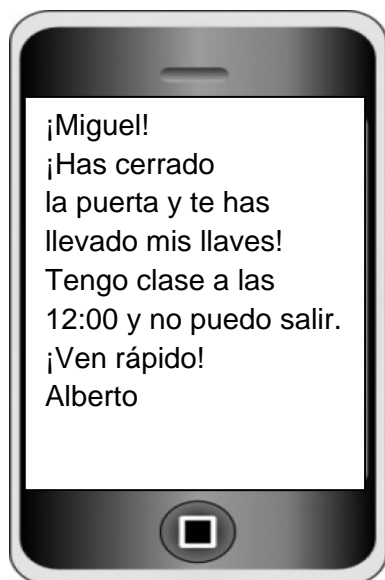 ¡Miguel!
¡Has cerrado
la puerta y te has
llevado mis llaves!
Tengo clase a las
12:00 y no puedo salir.
¡Ven rápido!
Alberto